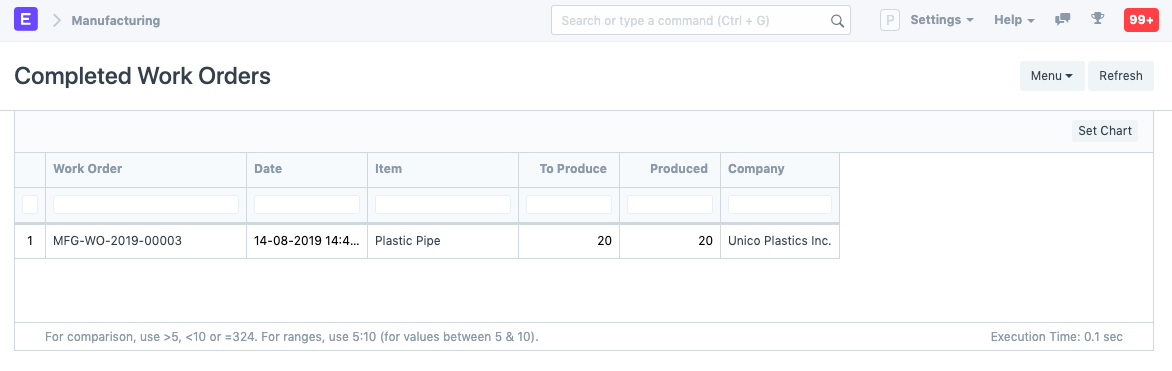 E Manufacturing Search or type a command (Ctrl + G) P Settings Help 99+
Completed Work Orders Menu Refresh
Set Chart
Work Order Date Item To Produce Produced Company
1 MFG-WO-2019-00003 14-08-2019 14:4... Plastic Pipe 20 20 Unico Plastics Inc.
For comparison, use >5, <10 or =324. For ranges, use 5:10 (for values between 5 & 10). Execution Time: 0.1 sec